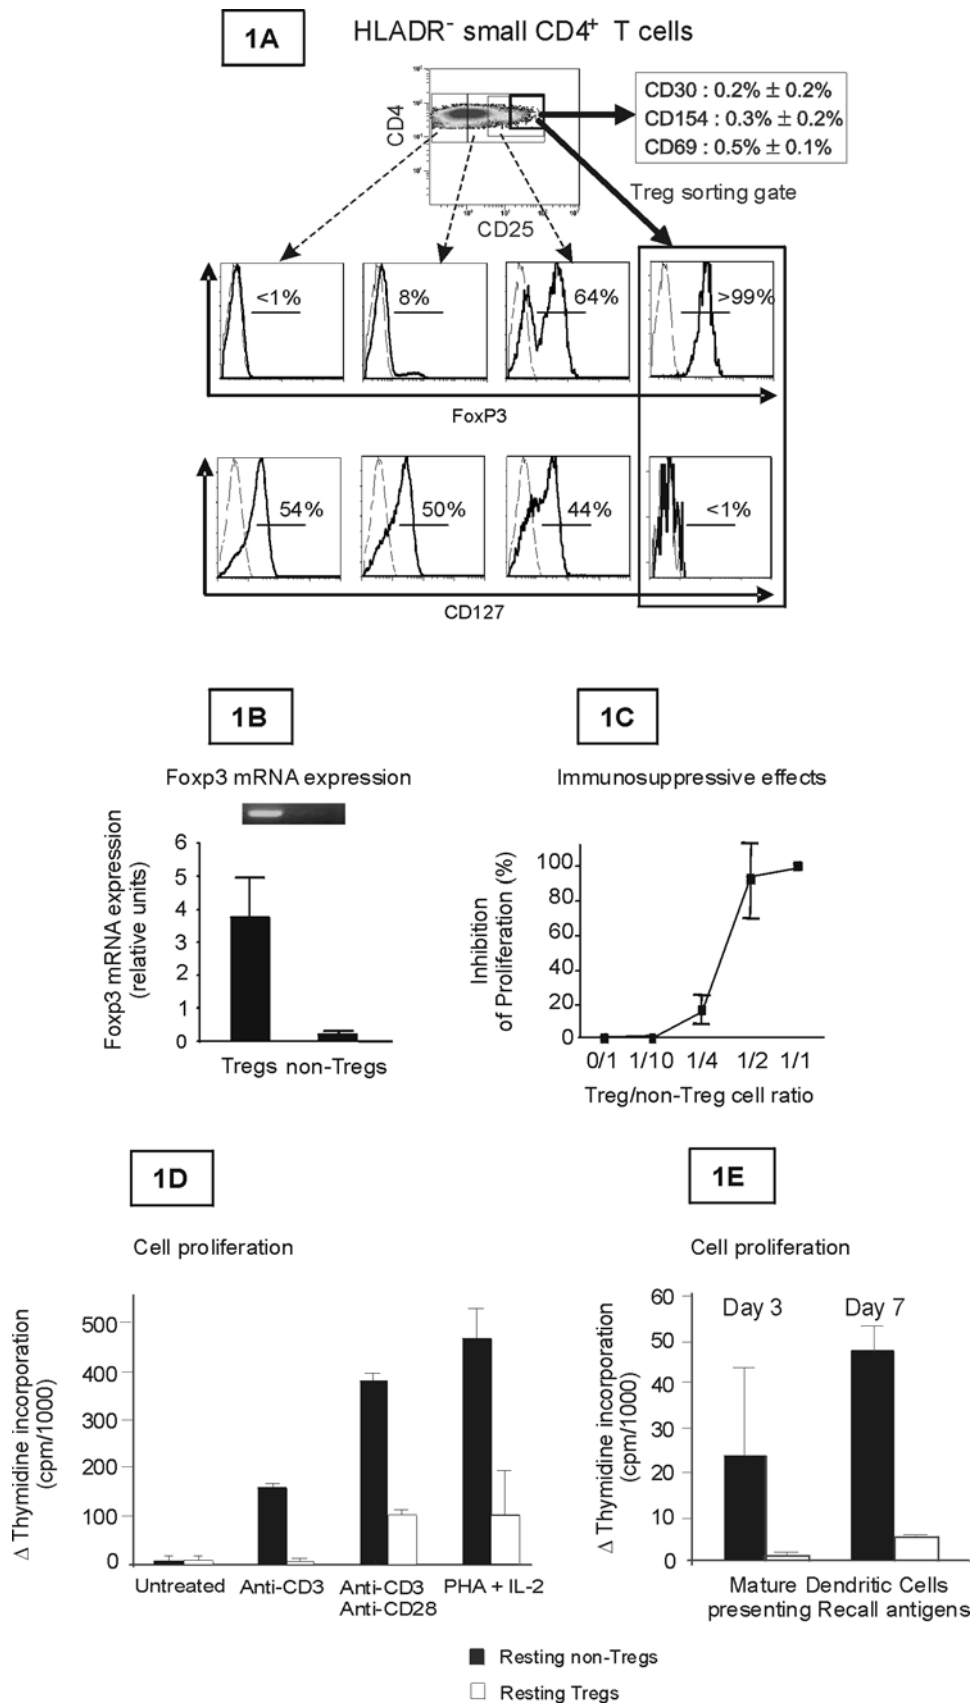 1A
HLADR⁻ small CD4⁺ T cells
CD4
CD25
CD30 : 0.2% ± 0.2%
CD154 : 0.3% ± 0.2%
CD69 : 0.5% ± 0.1%
Treg sorting gate
<1%
8%
64%
>99%
FoxP3
54%
50%
44%
<1%
CD127
1B
Foxp3 mRNA expression
Foxp3 mRNA expression
(relative units)
6
5
4
3
2
1
0
Tregs non-Tregs
1C
Immunosuppressive effects
Inhibition
of Proliferation (%)
100
80
60
40
20
0
0/1 1/10 1/4 1/2 1/1
Treg/non-Treg cell ratio
1D
Cell proliferation
Δ Thymidine incorporation
(cpm/1000)
500
400
300
200
100
0
Untreated Anti-CD3 Anti-CD3 PHA + IL-2
Anti-CD28
1E
Cell proliferation
Δ Thymidine incorporation
(cpm/1000)
60
50
40
30
20
10
0
Day 3 Day 7
Mature Dendritic Cells
presenting Recall antigens
Resting non-Tregs
Resting Tregs